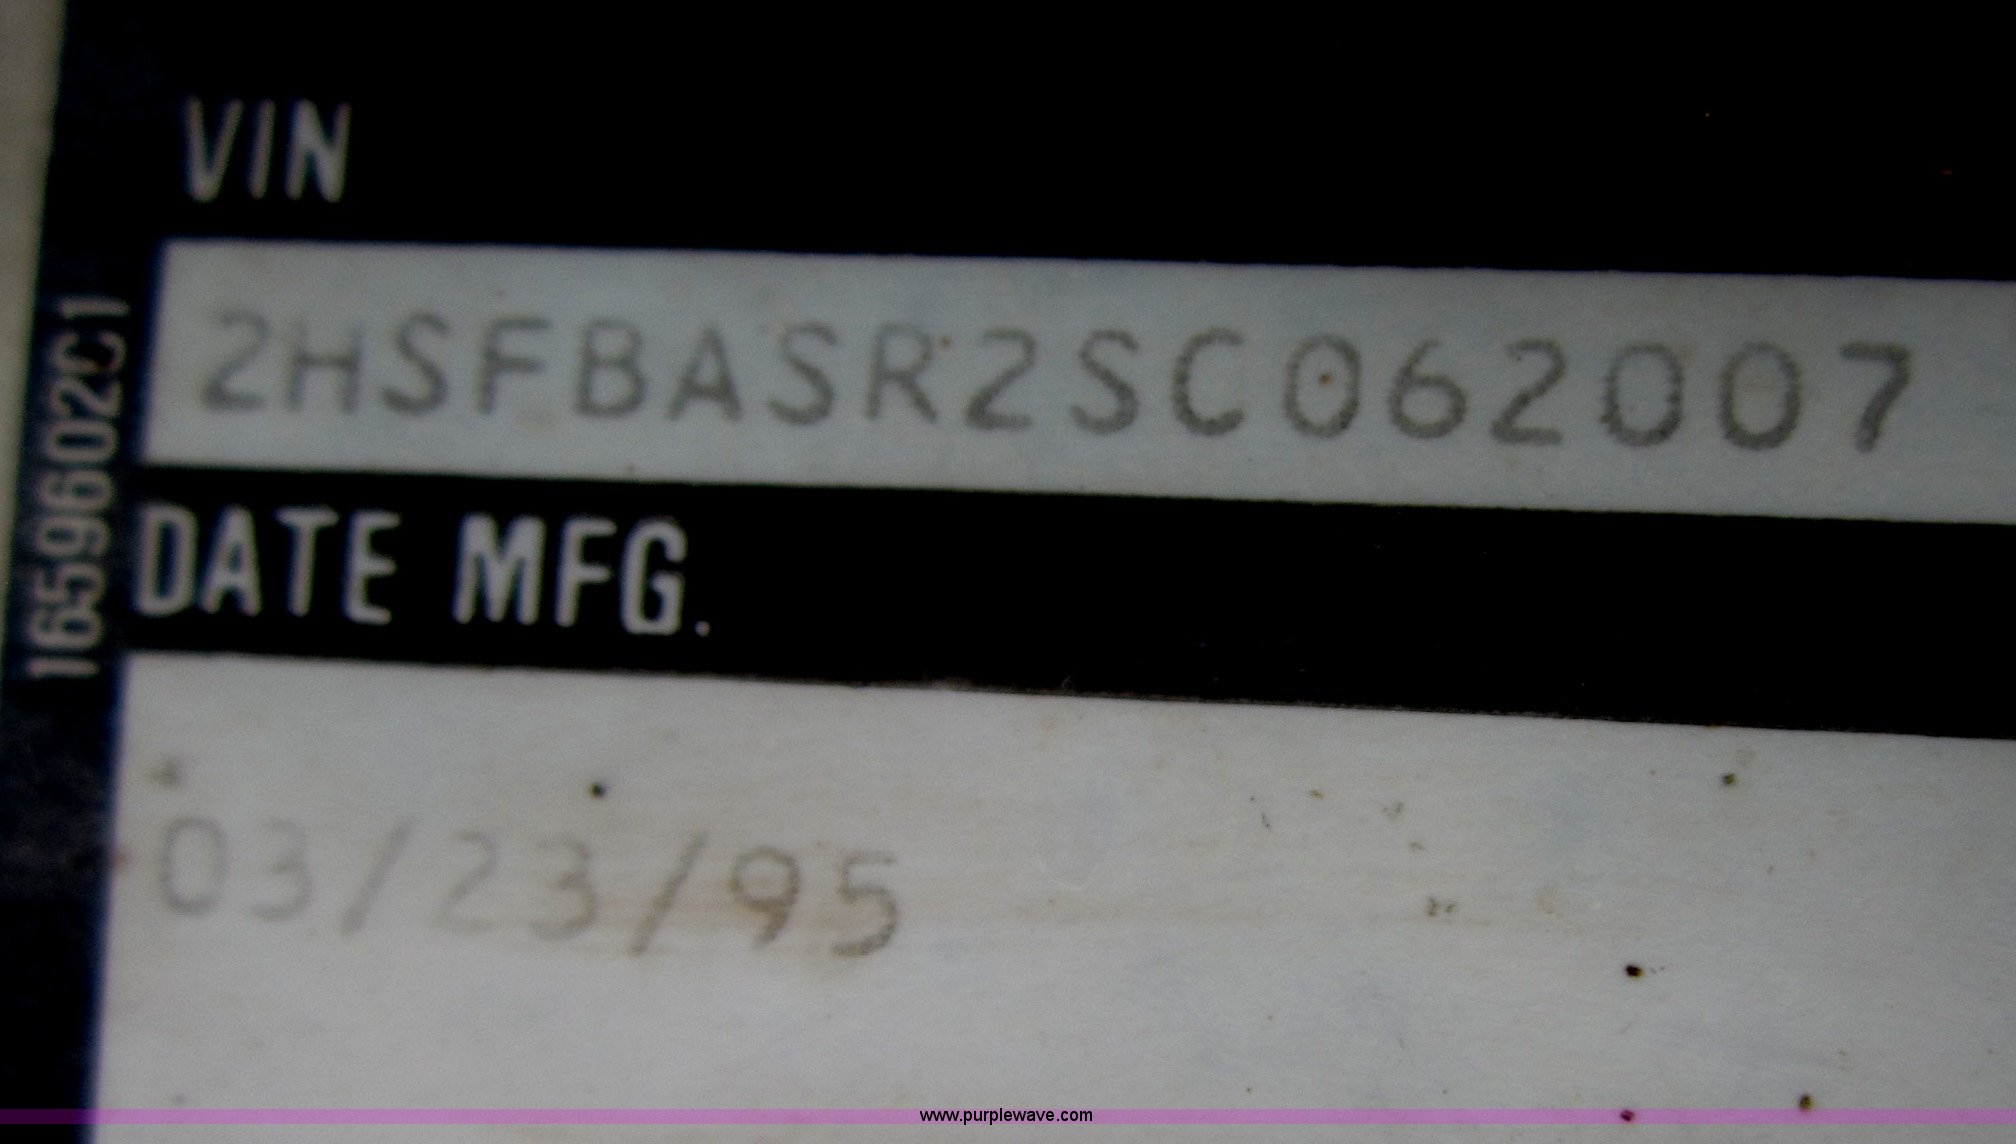 VIN
2HSFBASR2SC062007
1659602C1
DATE MFG.
03/23/95
www.purplewave.com